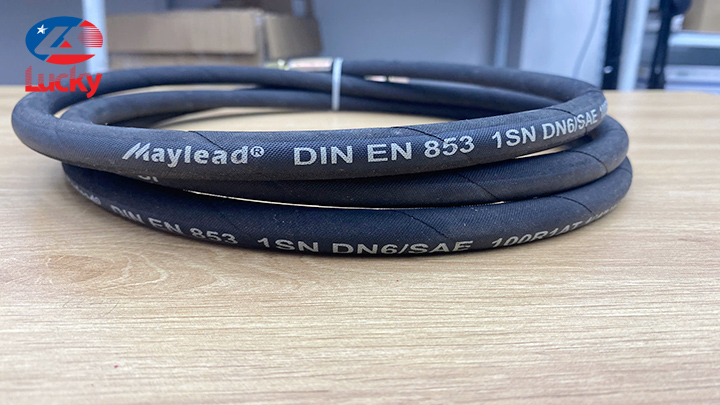 Lucky
Maylead® DIN EN 853 1SN DN6/SAE
DIN EN 853 1SN DN6/SAE 100R1AT